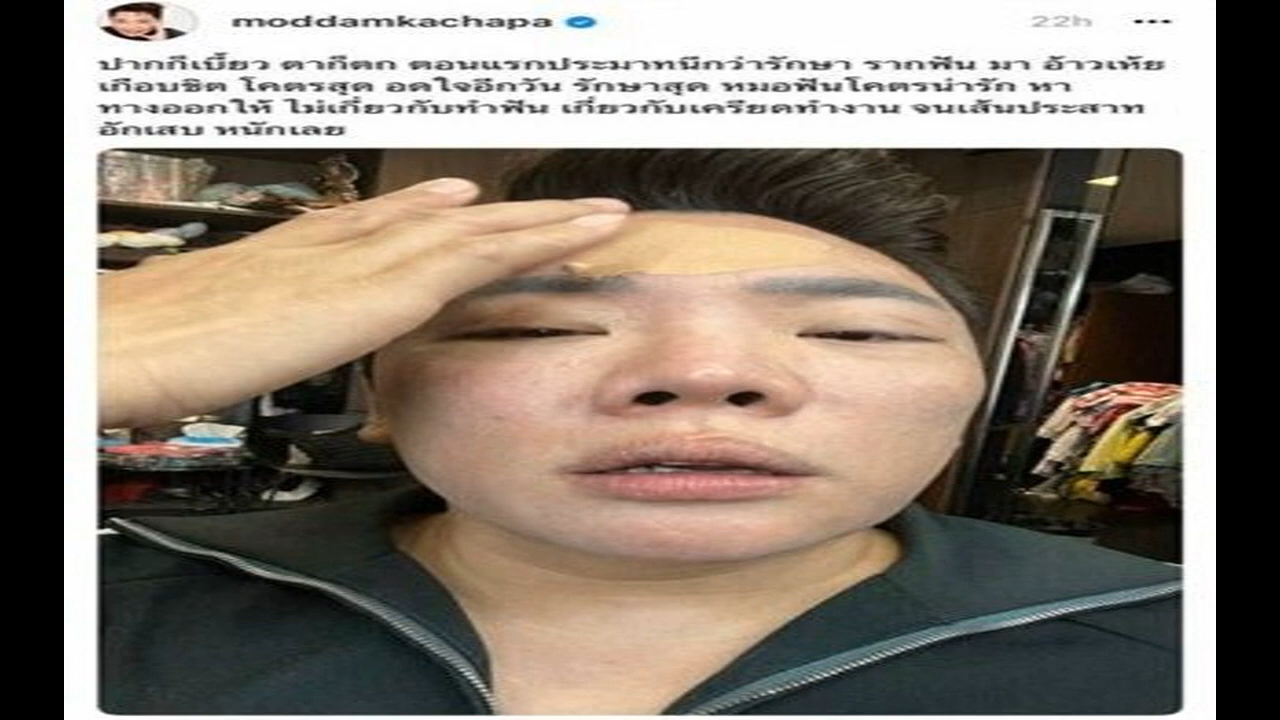 moddamkachapa 22h
ปากก็เบี้ยว ตาก็ตก ตอนแรกประมาทนึกว่ารักษา รากฟัน มา อ้าวเห้ย
เกือบชิต โคตรสุด อดใจอีกวัน รักษาสุด หมอฟันโคตรน่ารัก หา
ทางออกให้ ไม่เกี่ยวกับทำฟัน เกี่ยวกับเครียดทำงาน จนเส้นประสาท
อักเสบ หนักเลย